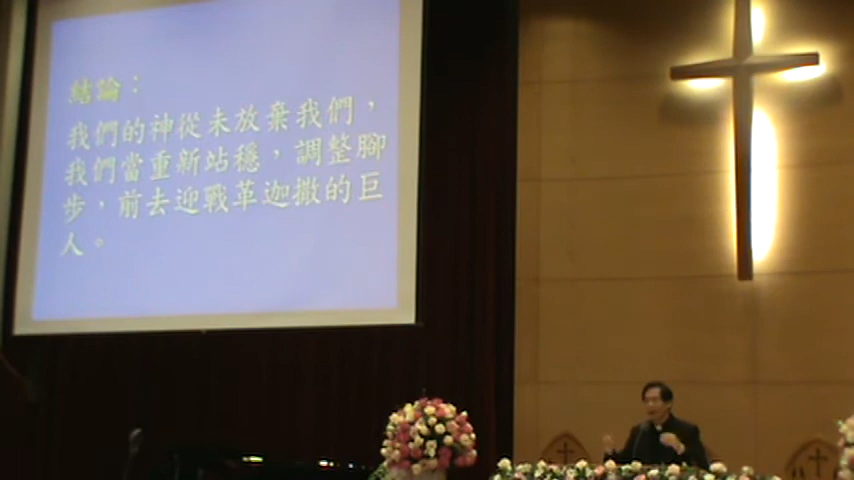 結論：
我們的神從未放棄我們，
我們當重新站穩，調整腳
步，前去迎戰革迦撒的巨
人。